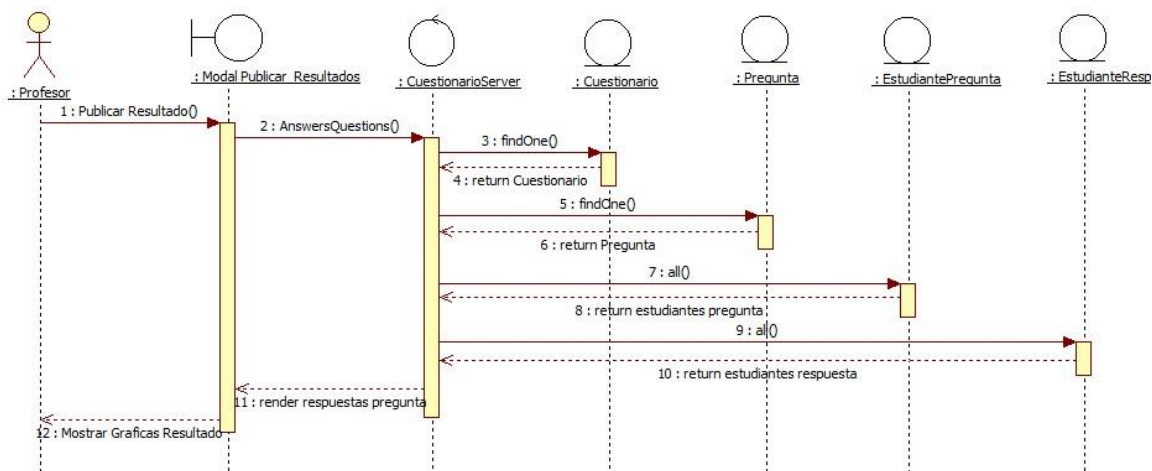 : Profesor
: Modal Publicar_Resultados
: CuestionarioServer
: Cuestionario
: Pregunta
: EstudiantePregunta
: EstudianteResp
1 : Publicar Resultado()
2 : AnswersQuestions()
3 : findOne()
4 : return Cuestionario
5 : findOne()
6 : return Pregunta
7 : all()
8 : return estudiantes pregunta
9 : all()
10 : return estudiantes respuesta
11 : render respuestas pregunta
12 : Mostrar Graficas Resultado